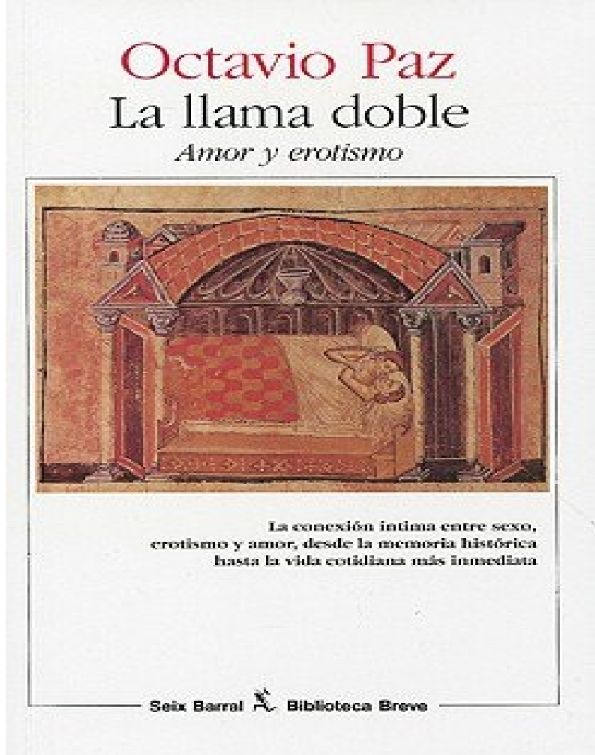 Octavio Paz
La llama doble
Amor y erotismo
La conexión íntima entre sexo,
erotismo y amor, desde la memoria histórica
hasta la vida cotidiana más inmediata
Seix Barral Biblioteca Breve